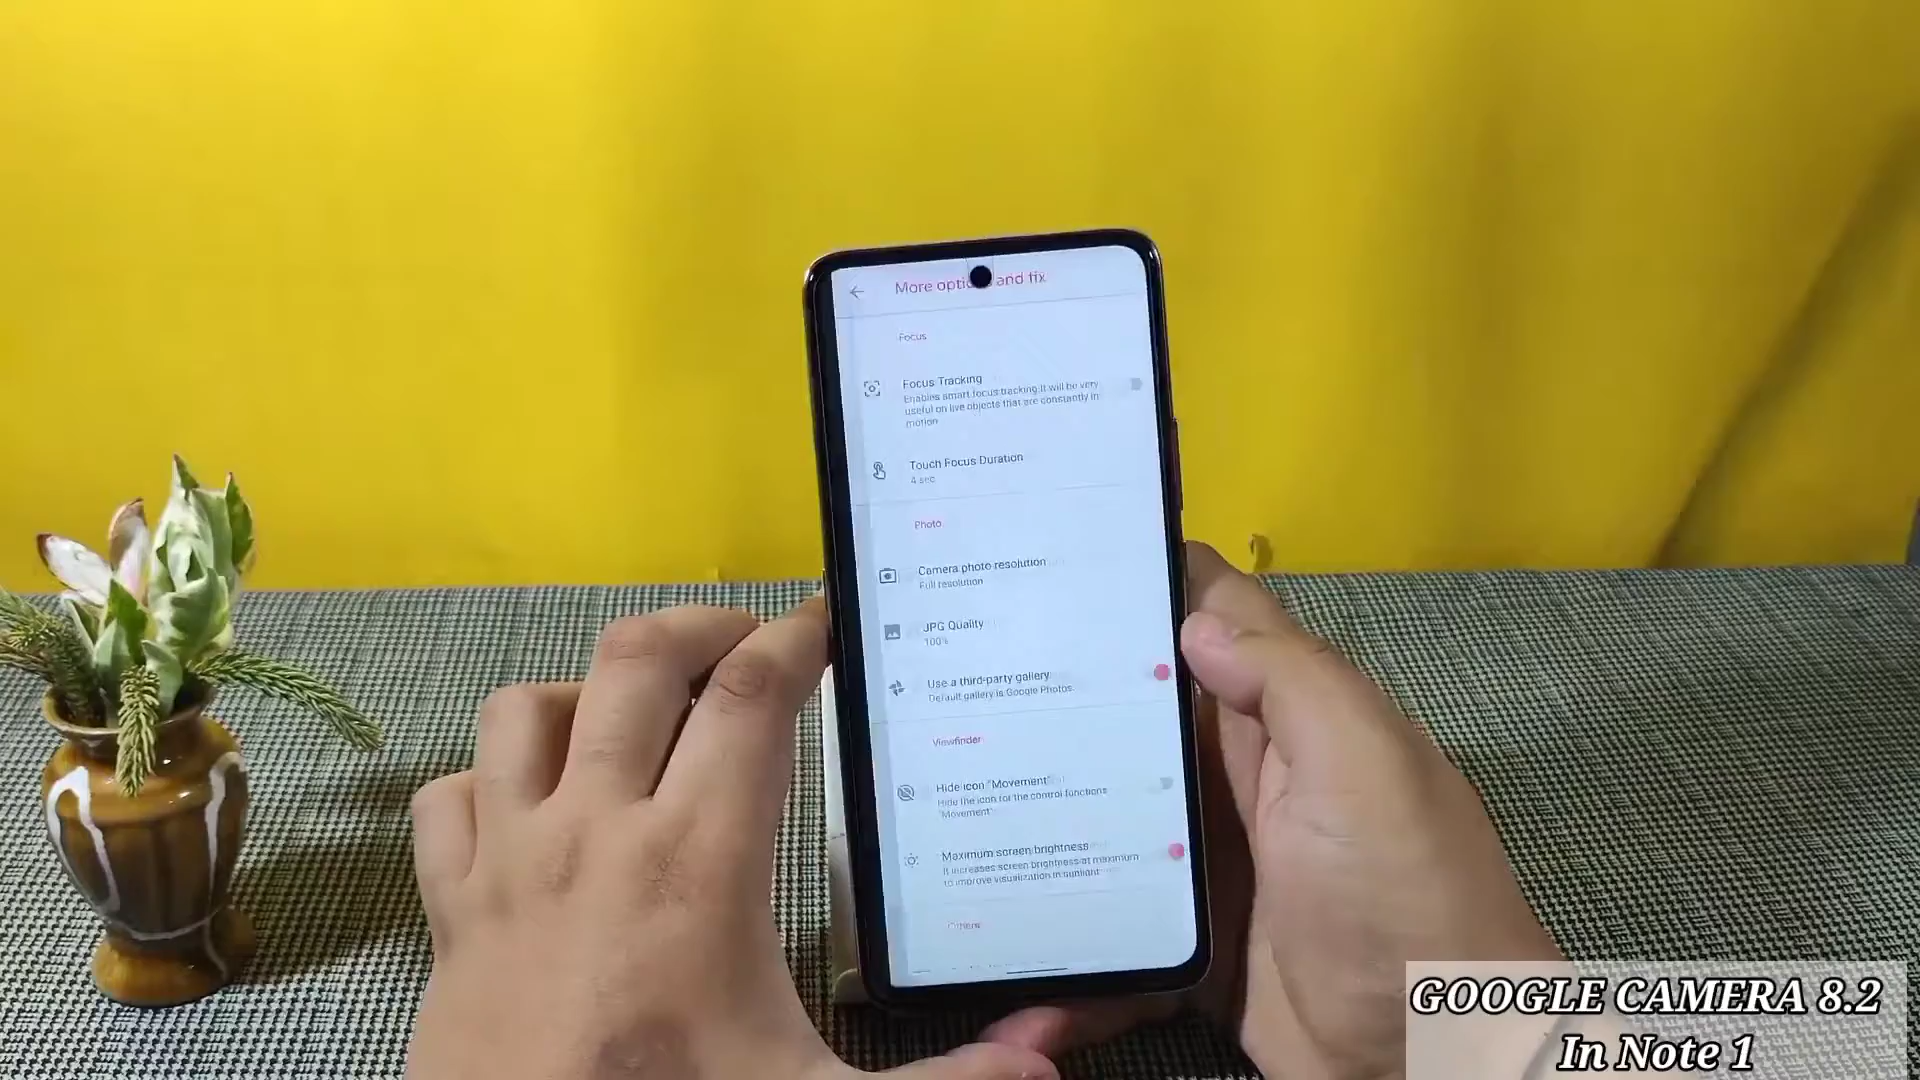 More opti and fix
Focus
Focus Tracking
Enables smart focus tracking.It will be very
useful on live objects that are constantly in
motion
Touch Focus Duration
4 sec
Photo
Camera photo resolution
Full resolution
JPG Quality
100%
Use a third-party gallery
Default gallery is Google Photos
Viewfinder
Hide icon "Movement"
Hide the icon for the control functions
"Movement"
Maximum screen brightness
It increases screen brightness at maximum
to improve visualization in sunlight
Others
GOOGLE CAMERA 8.2
In Note 1